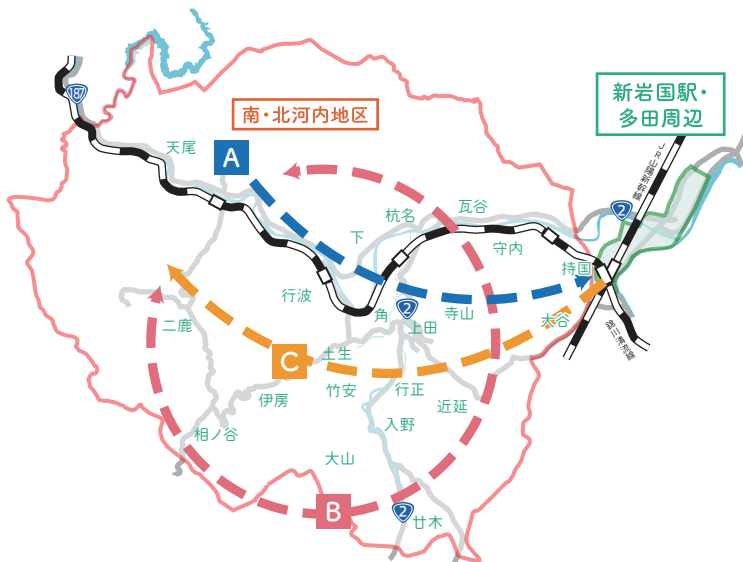 187
新岩国駅・
多田周辺
南・北河内地区
JR山陽新幹線
天尾
A
杭名
瓦谷
2
下
守内
持国
行波
角
2
寺山
大谷
上田
二鹿
錦川清流線
土生
C
竹安
行正
伊房
近延
入野
相ノ谷
大山
B
2
廿木